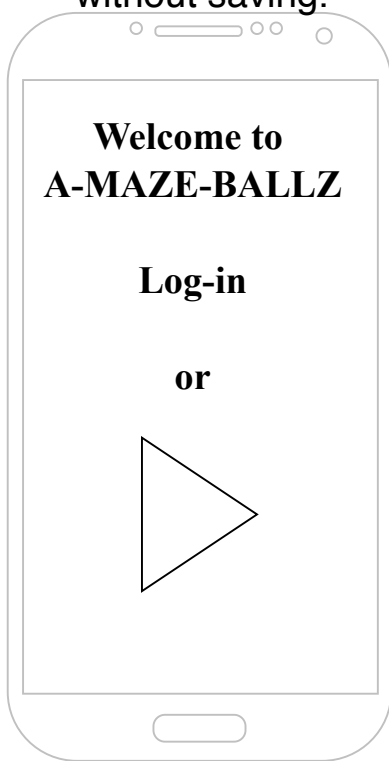 without saving.
Welcome to
A-MAZE-BALLZ
Log-in
or